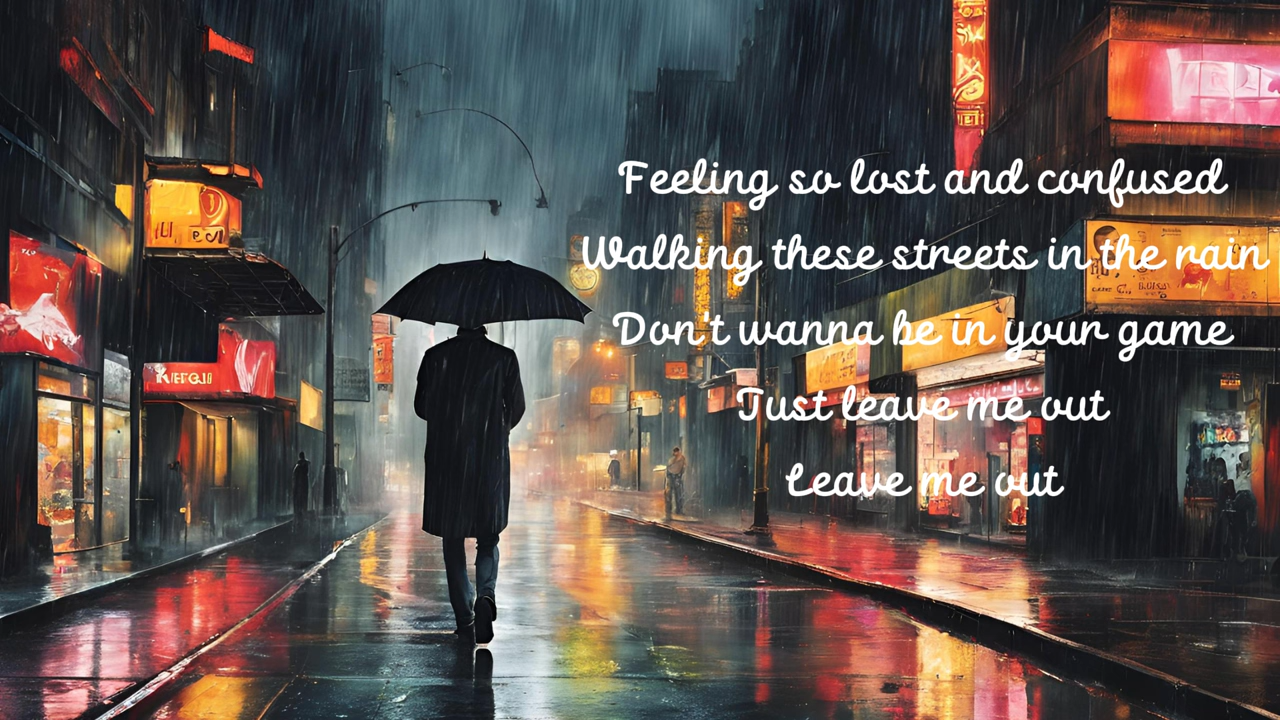 Feeling so lost and confused
Walking these streets in the rain
Don't wanna be in your game
Just leave me out
Leave me out